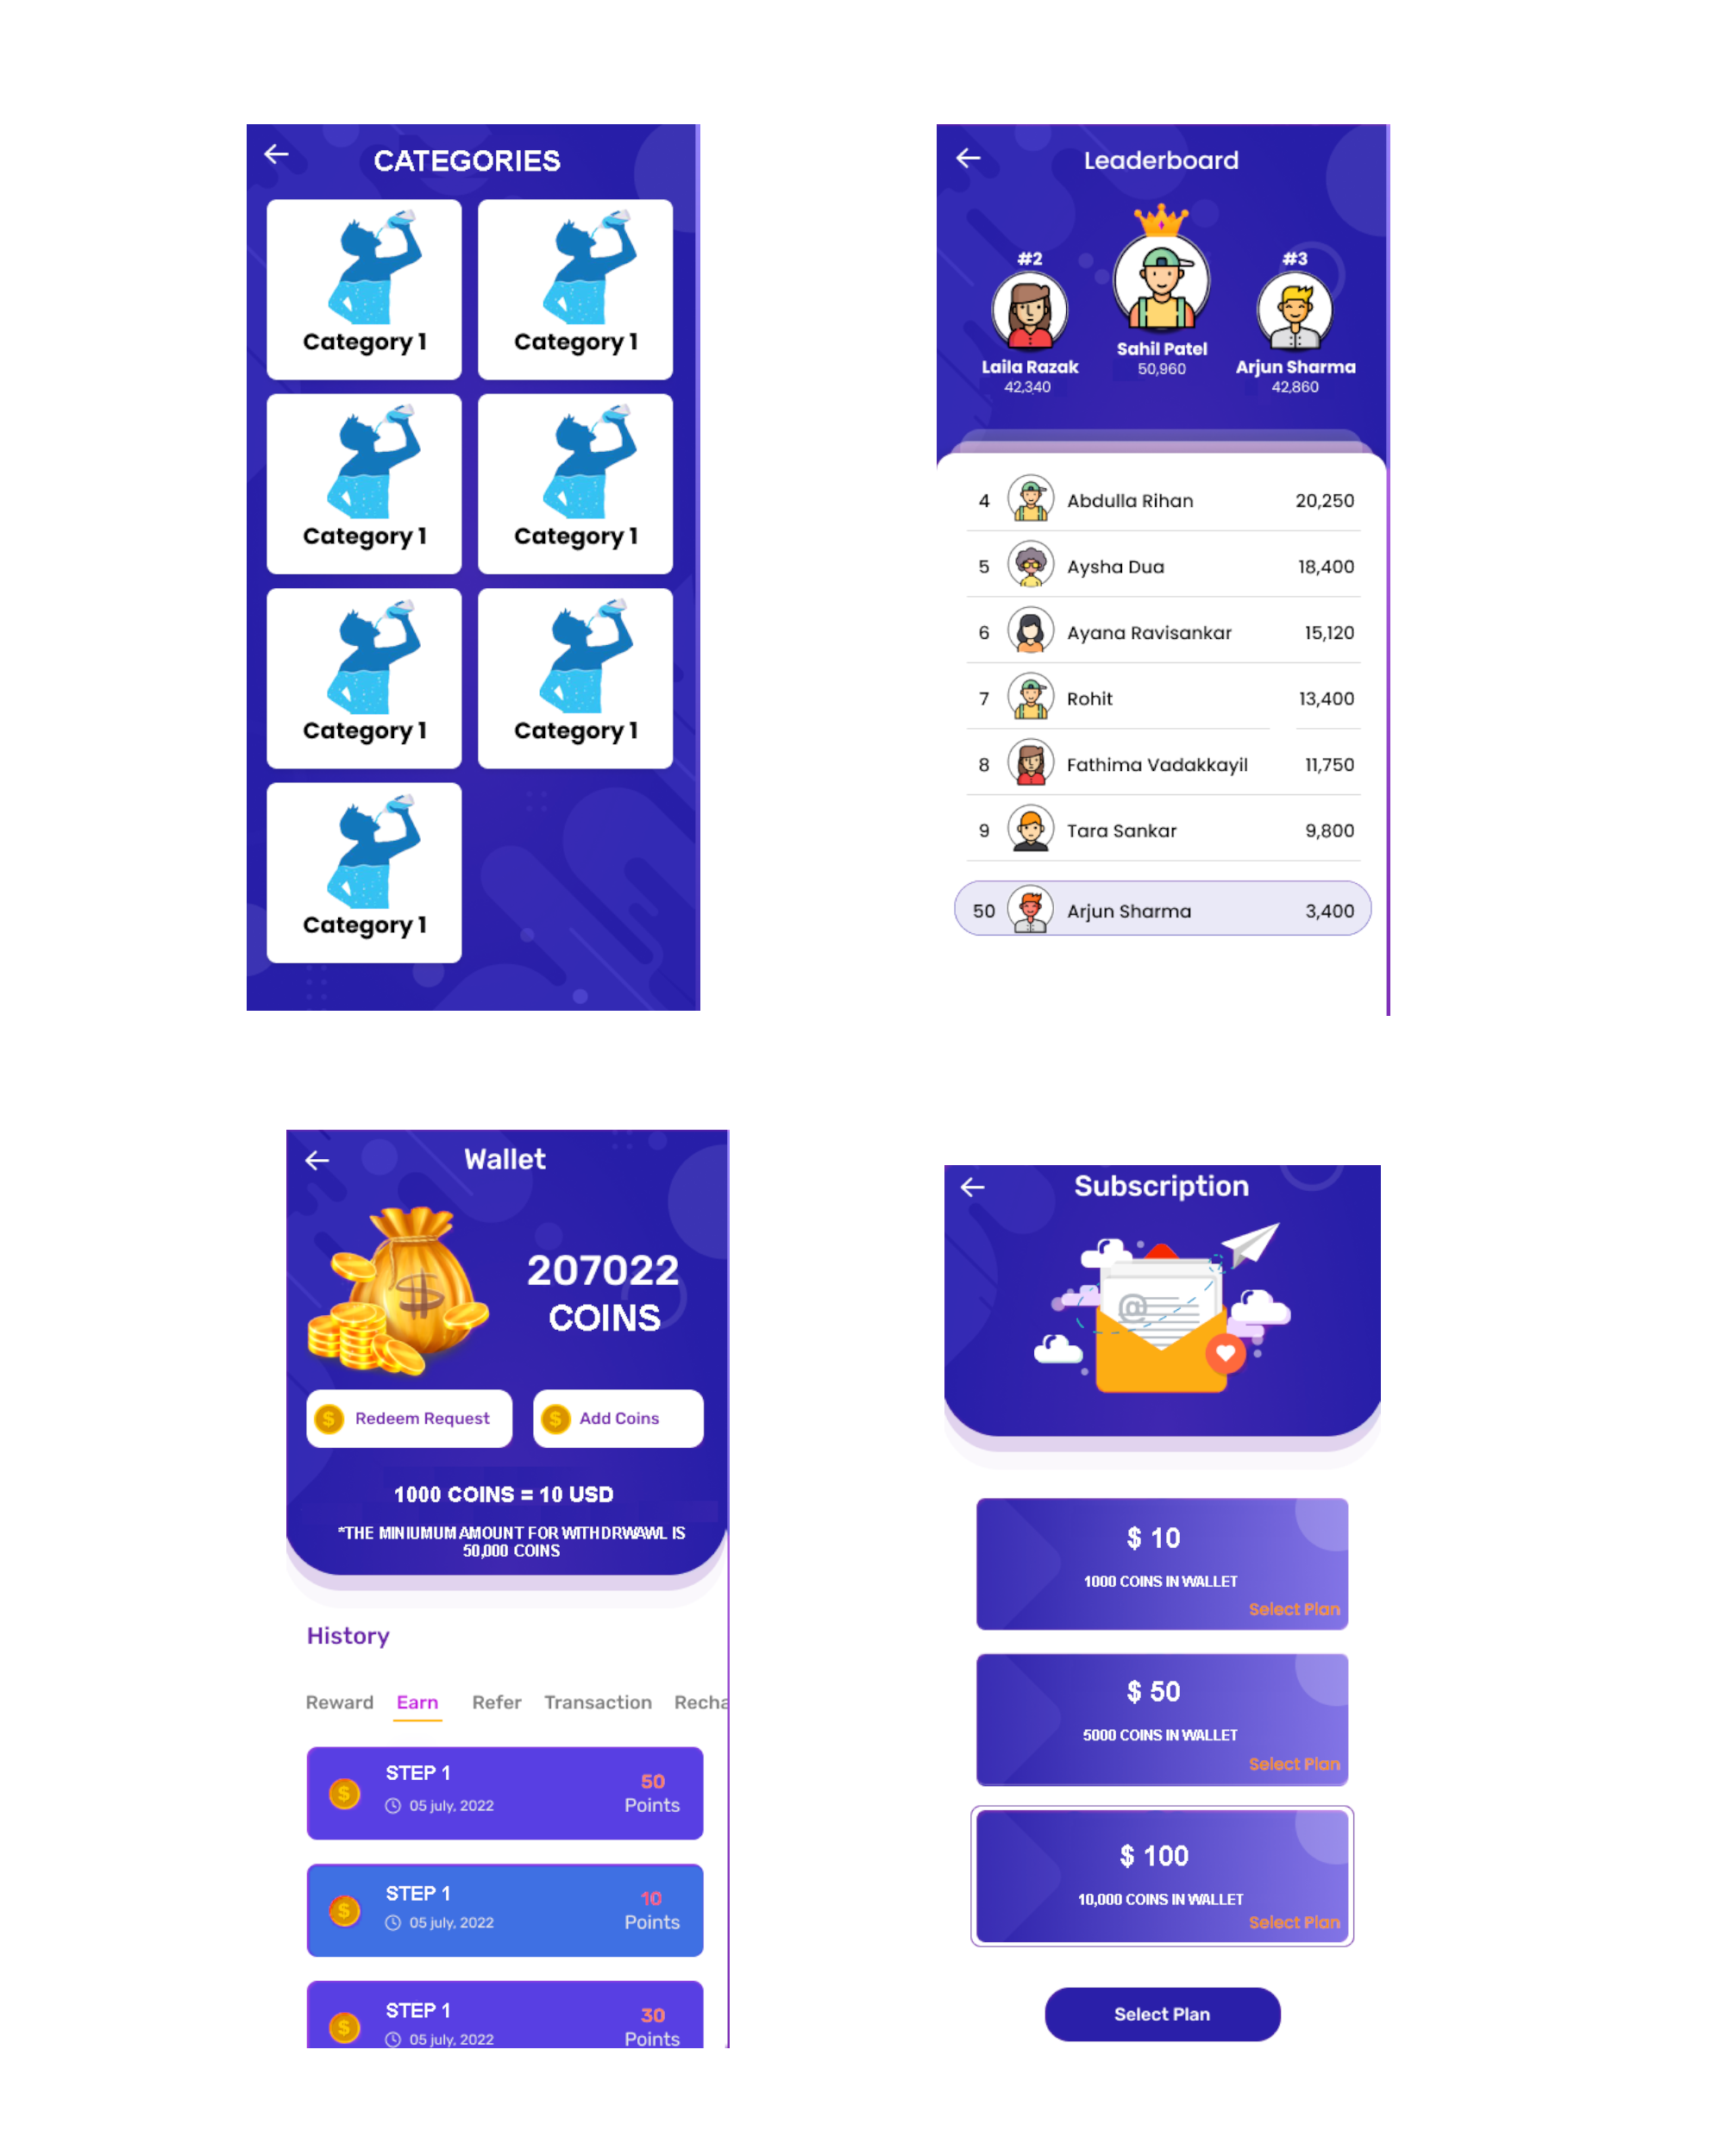 CATEGORIES
Category 1
Category 1
Category 1
Category 1
Category 1
Category 1
Category 1
Leaderboard
#2
#3
Sahil Patel
50,960
Laila Razak
42,340
Arjun Sharma
42,860
4 Abdulla Rihan 20,250
5 Aysha Dua 18,400
6 Ayana Ravisankar 15,120
7 Rohit 13,400
8 Fathima Vadakkayil 11,750
9 Tara Sankar 9,800
50 Arjun Sharma 3,400
Wallet
$
207022
COINS
$ Redeem Request
$ Add Coins
1000 COINS = 10 USD
*THE MINIUMUM AMOUNT FOR WITHDRWAWL IS
50,000 COINS
History
Reward Earn Refer Transaction Recha
$ STEP 1 50
05 july, 2022 Points
$ STEP 1 10
05 july, 2022 Points
$ STEP 1 30
05 july, 2022 Points
Subscription
@
$ 10
1000 COINS IN WALLET
Select Plan
$ 50
5000 COINS IN WALLET
Select Plan
$ 100
10,000 COINS IN WALLET
Select Plan
Select Plan